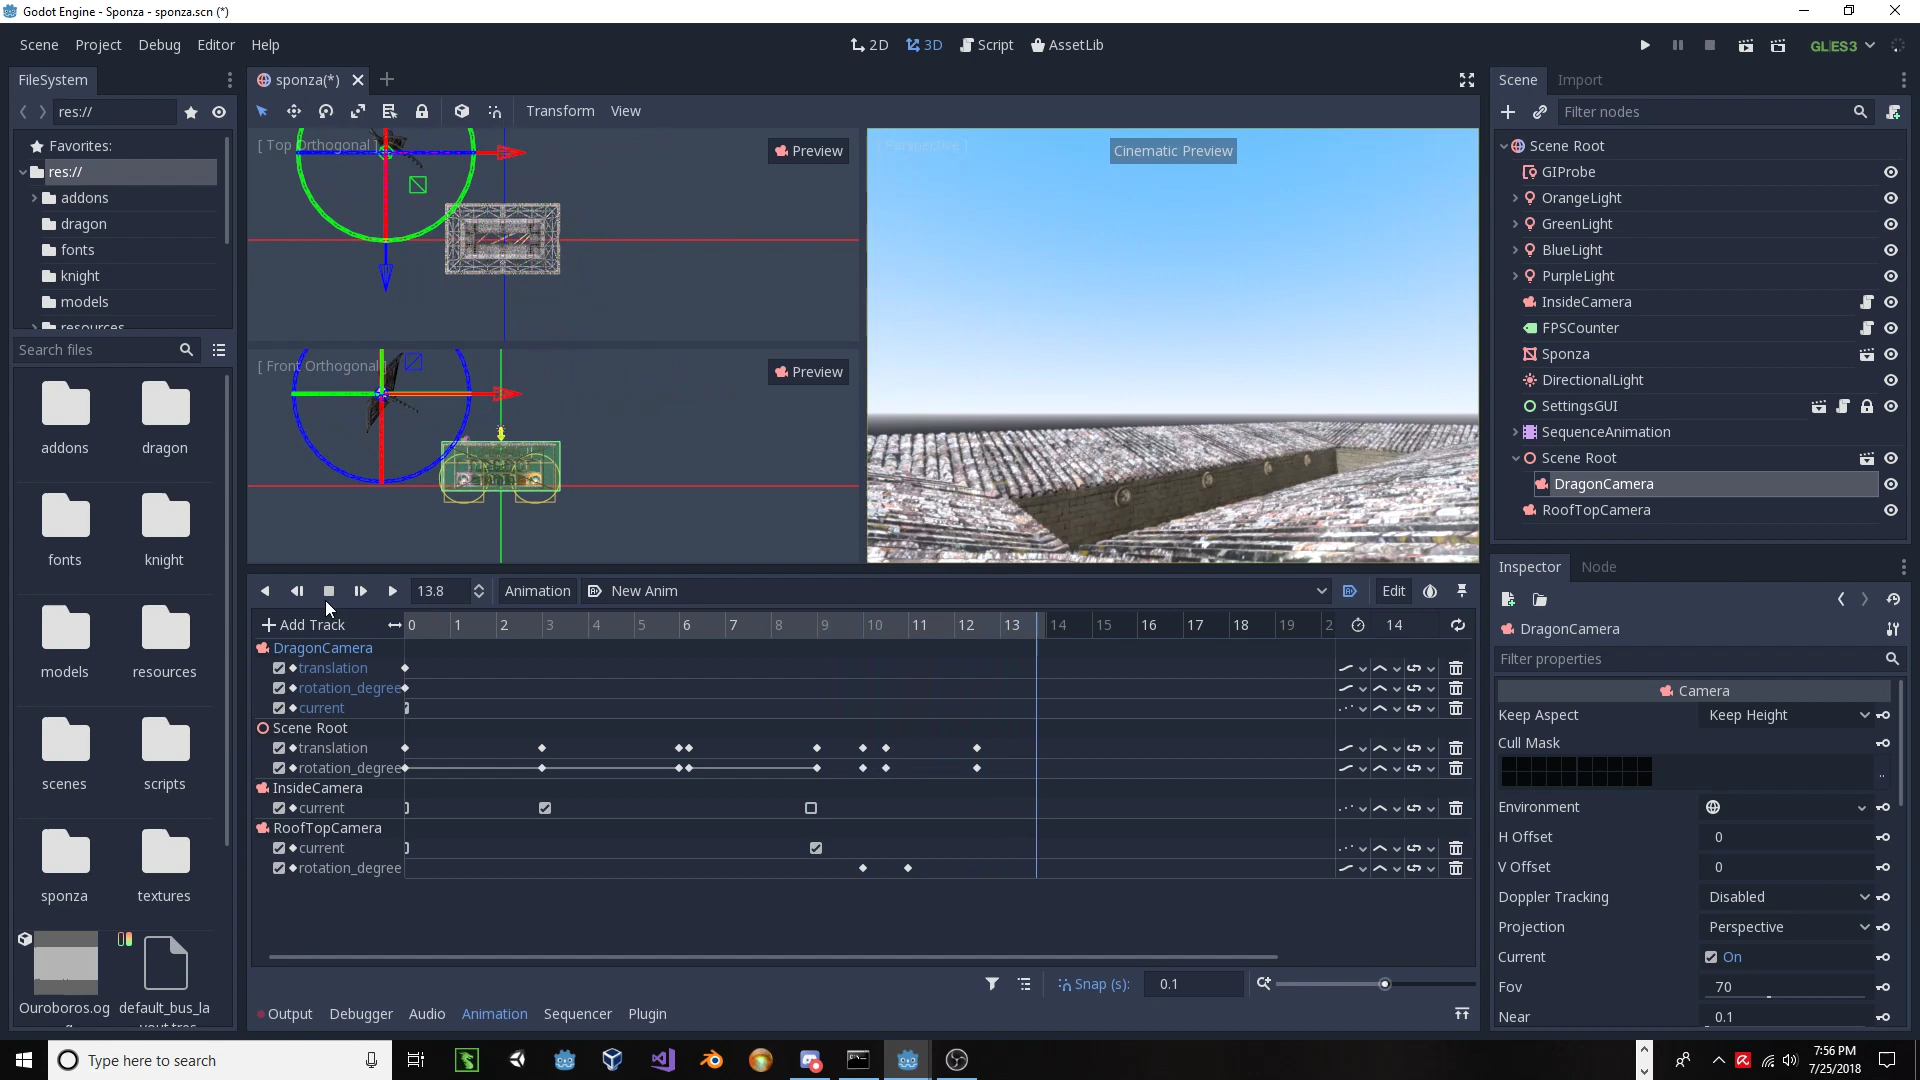 Godot Engine - Sponza - sponza.scn (*)
Scene Project Debug Editor Help
2D 3D Script AssetLib
GLES3
FileSystem
res://
Favorites:
res://
addons
dragon
fonts
knight
models
resources
Search files
addons dragon
fonts knight
models resources
scenes scripts
sponza textures
Ouroboros.og
g
default_bus_la
yout.tres
sponza(*)
Transform View
[ Top Orthogonal ]
Preview
[ Front Orthogonal ]
Preview
[ Perspective ]
Cinematic Preview
13.8 Animation New Anim Edit
Add Track 0 1 2 3 4 5 6 7 8 9 10 11 12 13 14 15 16 17 18 19 2 14
DragonCamera
translation
rotation_degree
current
Scene Root
translation
rotation_degree
InsideCamera
current
RoofTopCamera
current
rotation_degree
Snap (s): 0.1
Output Debugger Audio Animation Sequencer Plugin
Scene Import
Filter nodes
Scene Root
GIProbe
OrangeLight
GreenLight
BlueLight
PurpleLight
InsideCamera
FPSCounter
Sponza
DirectionalLight
SettingsGUI
SequenceAnimation
Scene Root
DragonCamera
RoofTopCamera
Inspector Node
DragonCamera
Filter properties
Camera
Keep Aspect Keep Height
Cull Mask
..
Environment
H Offset 0
V Offset 0
Doppler Tracking Disabled
Projection Perspective
Current On
Fov 70
Near 0.1
Type here to search
7:56 PM
7/25/2018